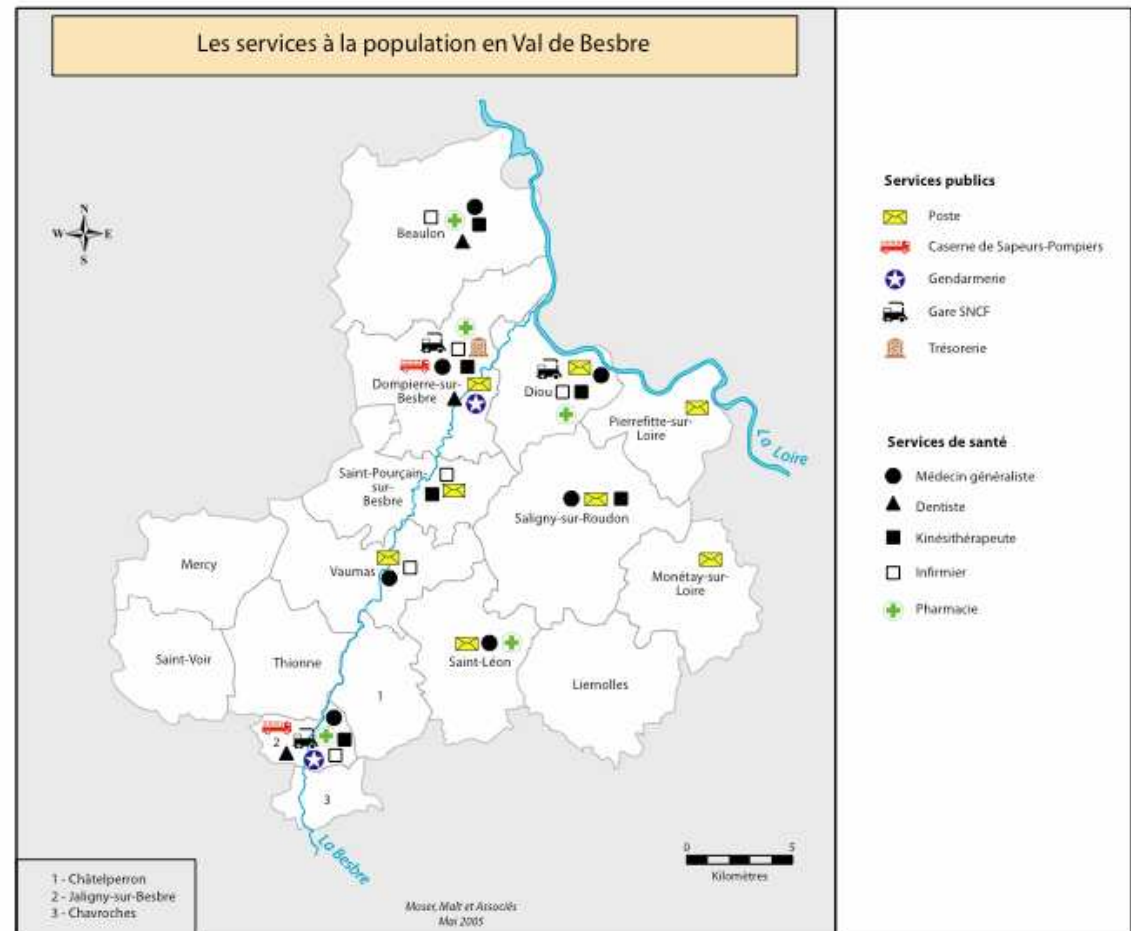 Les services à la population en Val de Besbre
N
W E
S
Beaulon
Dompierre-sur-
Besbre
Diou
Pierrefitte-sur-
Loire
La Loire
Saint-Pourçain-
sur-
Besbre
Saligny-sur-Roudon
Mercy
Vaumas
Monétay-sur-
Loire
Saint-Voir
Thionne
1
Saint-Léon
Liernolles
2
3
La Besbre
0 5
Kilomètres
1 - Châtelperron
2 - Jaligny-sur-Besbre
3 - Chavroches
Moser, Malt et Associés
Mai 2005
Services publics
Poste
Caserne de Sapeurs-Pompiers
Gendarmerie
Gare SNCF
Trésorerie
Services de santé
Médecin généraliste
Dentiste
Kinésithérapeute
Infirmier
Pharmacie